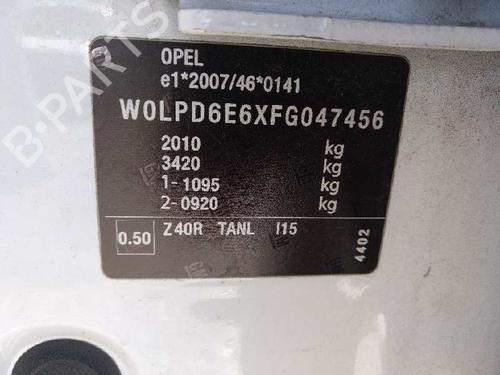 B-PARTS
OPEL
e1*2007/46*0141
W0LPD6E6XFG047456
2010 kg
3420 kg
1-1095 kg
2-0920 kg
0.50 Z40R TANL I15
4402